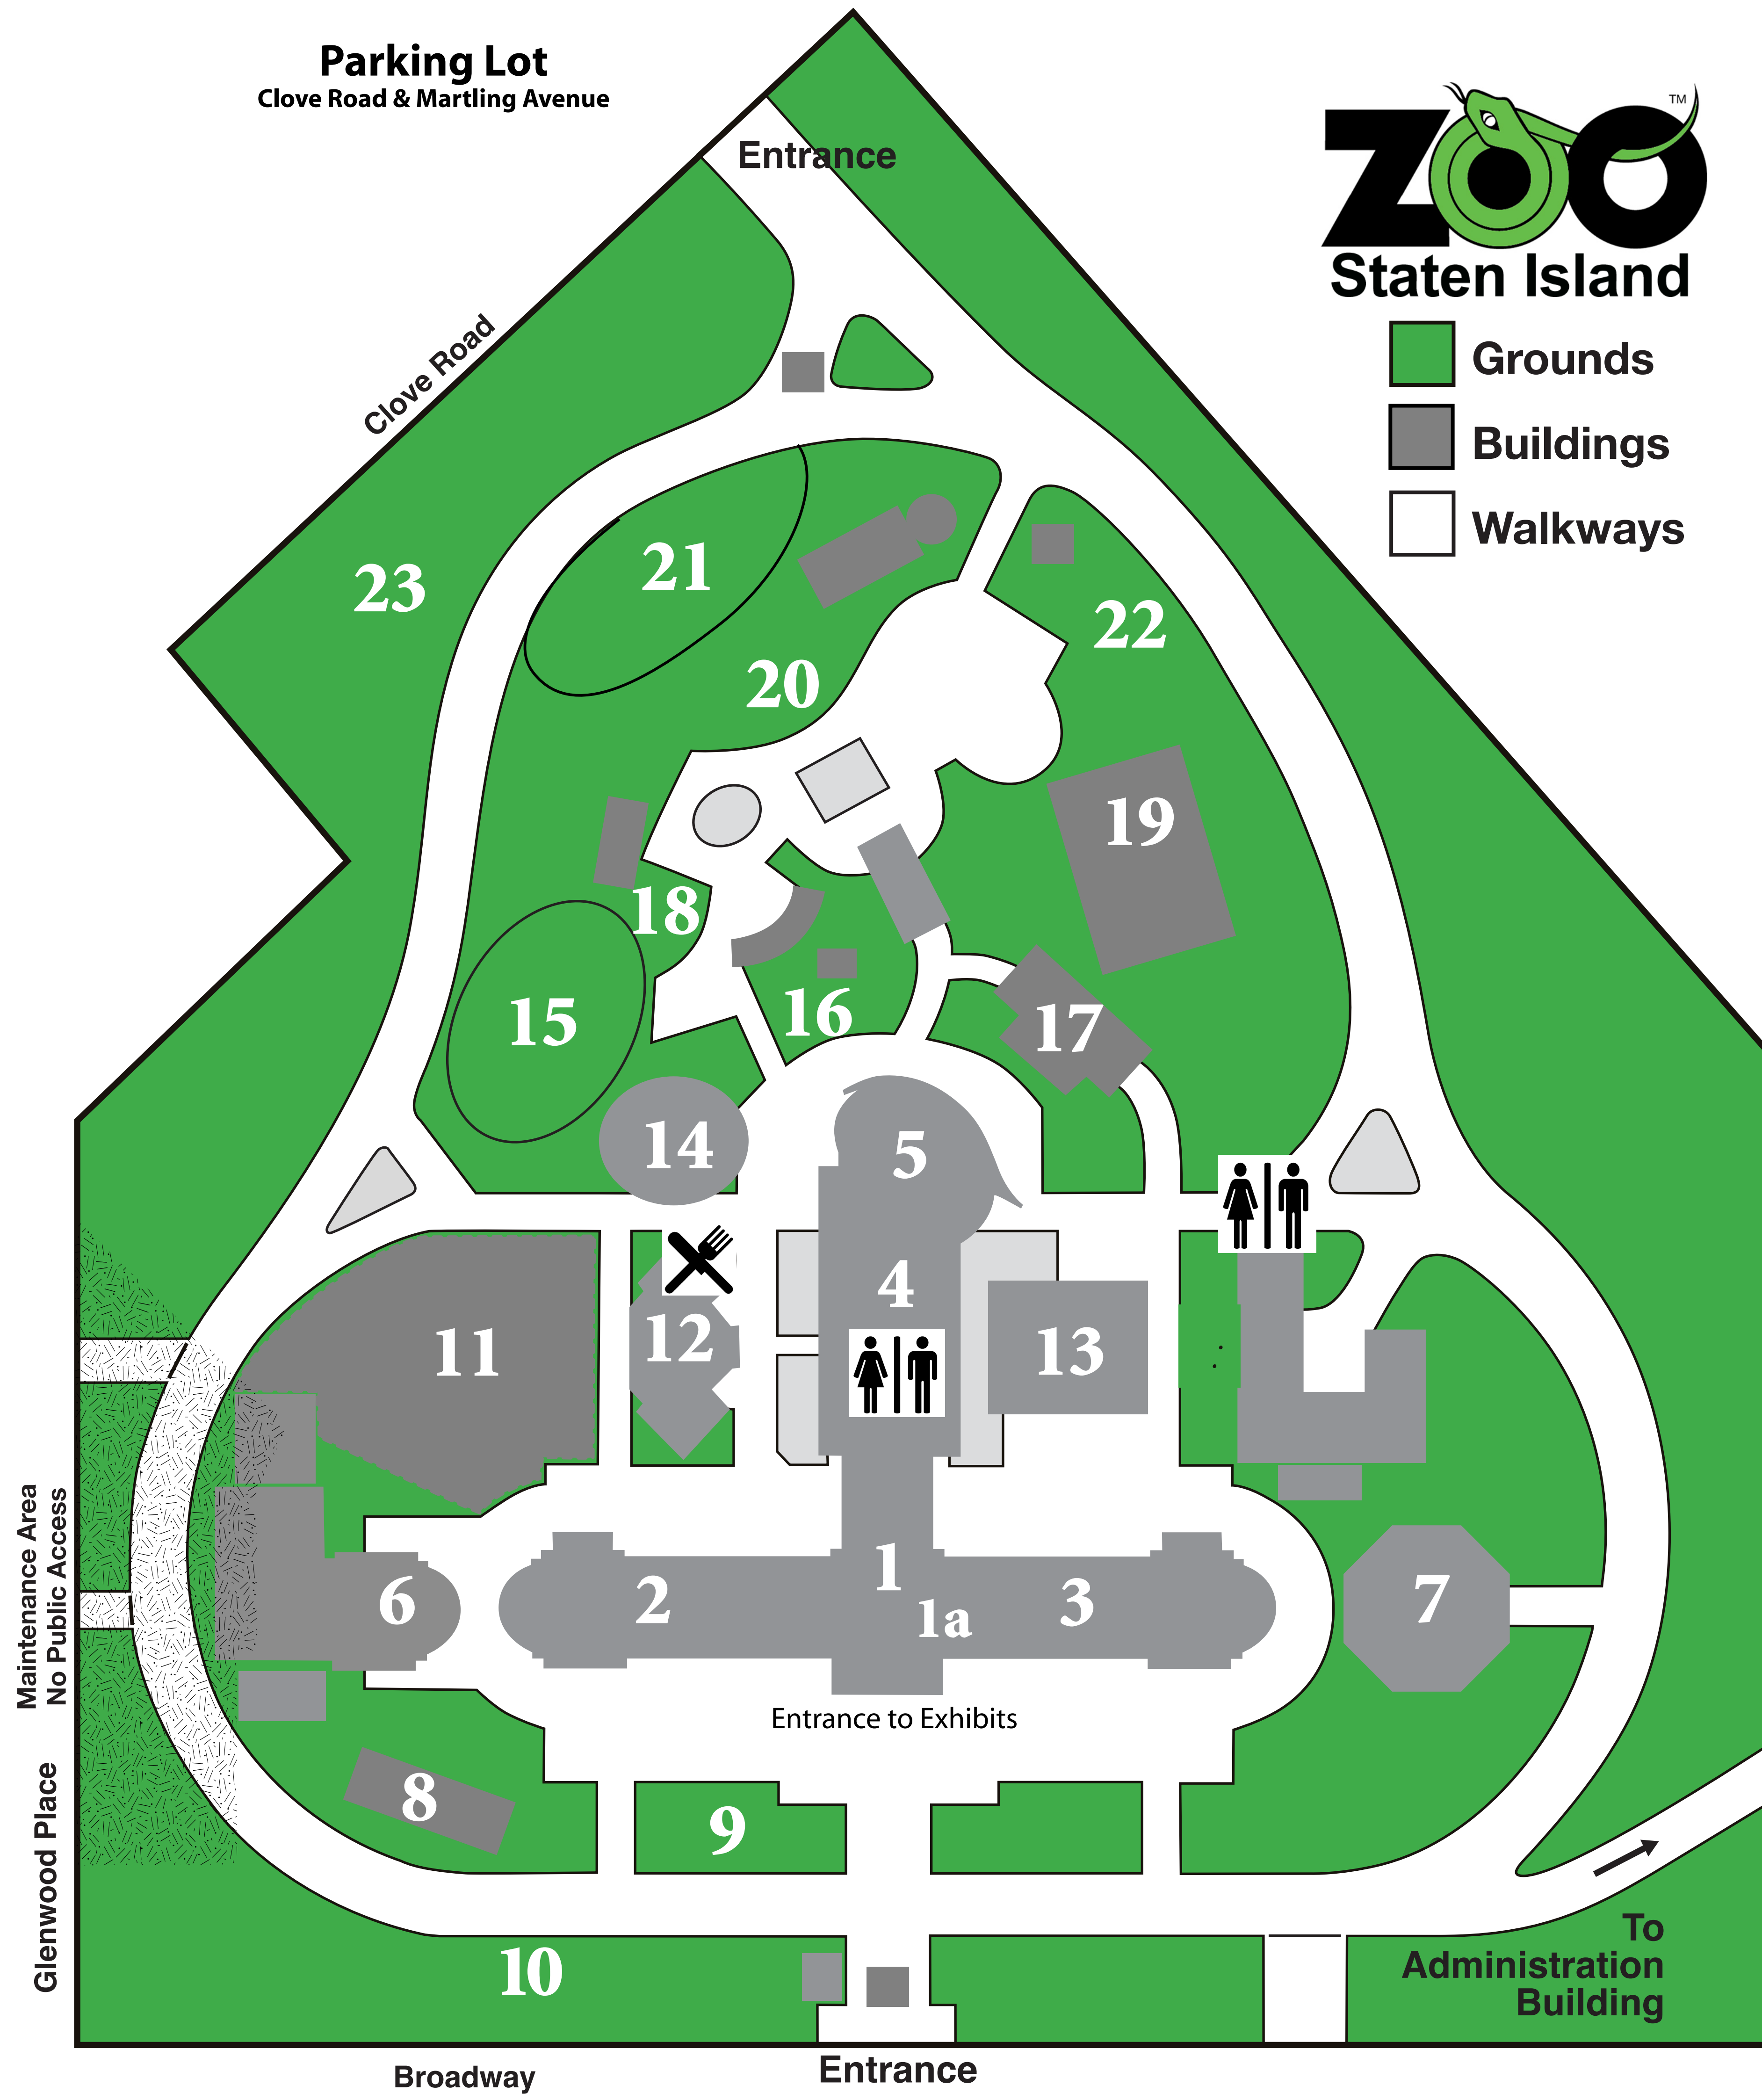 Parking Lot
Clove Road & Martling Avenue
Entrance
ZOO
TM
Staten Island
Grounds
Buildings
Walkways
Clove Road
21
23
22
20
19
18
15
16
17
14
5
4
12
11
13
1
2
1a
3
6
7
Entrance to Exhibits
Maintenance Area
No Public Access
Glenwood Place
8
9
10
To
Administration
Building
Broadway
Entrance